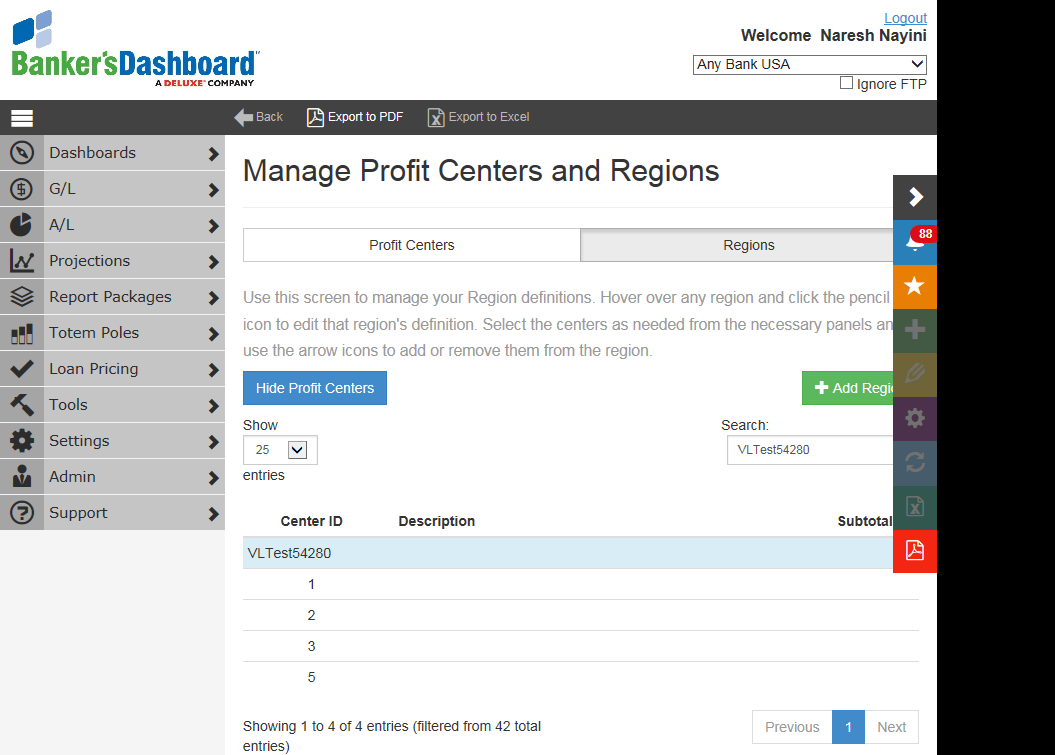 Logout
Banker'sDashboard
A DELUXE COMPANY
Welcome Naresh Nayini
Any Bank USA
Ignore FTP
Back Export to PDF Export to Excel
Dashboards
G/L
A/L
Projections
Report Packages
Totem Poles
Loan Pricing
Tools
Settings
Admin
Support
Manage Profit Centers and Regions
88
Profit Centers Regions
Use this screen to manage your Region definitions. Hover over any region and click the pencil
icon to edit that region's definition. Select the centers as needed from the necessary panels an
use the arrow icons to add or remove them from the region.
Hide Profit Centers Add Regi
Show
25
entries
Search:
VLTest54280
Center ID Description Subtotal
VLTest54280
1
2
3
5
Showing 1 to 4 of 4 entries (filtered from 42 total
entries)
Previous 1 Next